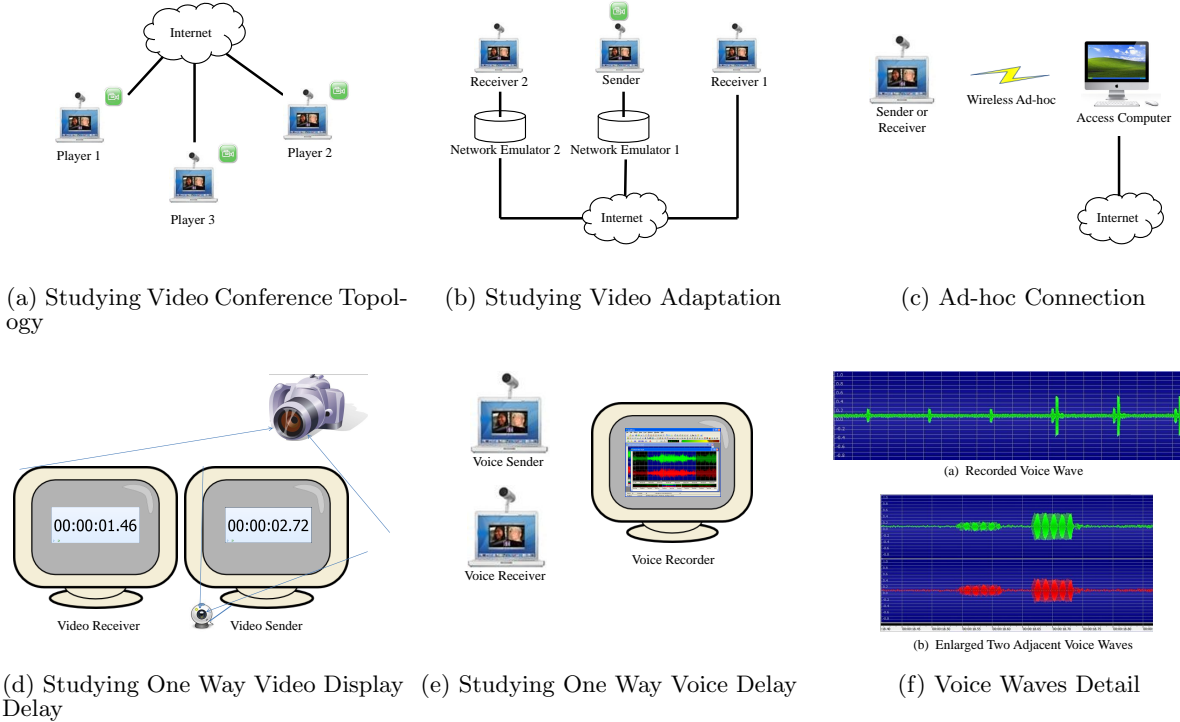 Internet
Player 1
Player 2
Player 3
(a) Studying Video Conference Topol-
ogy
Receiver 2
Sender
Receiver 1
Network Emulator 2
Network Emulator 1
Internet
(b) Studying Video Adaptation
Sender or
Receiver
Wireless Ad-hoc
Access Computer
Internet
(c) Ad-hoc Connection
00:00:01.46
00:00:02.72
Video Receiver
Video Sender
(d) Studying One Way Video Display
Delay
Voice Sender
Voice Receiver
Voice Recorder
(e) Studying One Way Voice Delay
(a) Recorded Voice Wave
(b) Enlarged Two Adjacent Voice Waves
(f) Voice Waves Detail